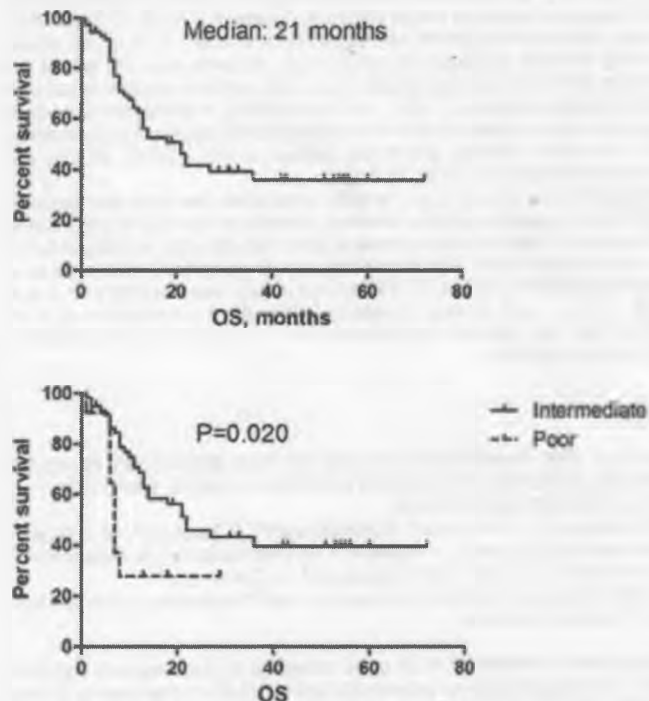 Median: 21 months
100
80
60
40
20
0
Percent survival
0 20 40 60 80
OS, months
100
80
60
40
20
0
Percent survival
P=0.020
Intermediate
Poor
0 20 40 60 80
OS